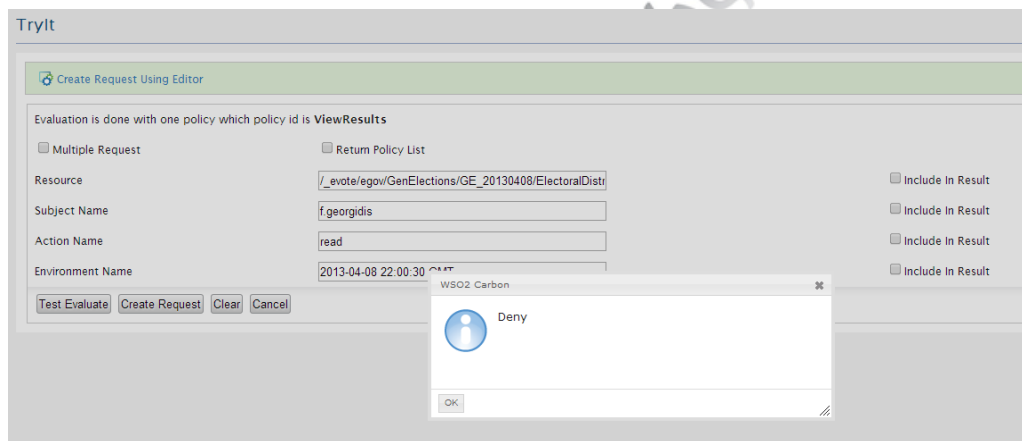 TryIt
Create Request Using Editor
Evaluation is done with one policy which policy id is ViewResults
Multiple Request Return Policy List
Resource /_evote/egov/GenElections/GE_20130408/ElectoralDistr Include In Result
Subject Name f.georgidis Include In Result
Action Name read Include In Result
Environment Name 2013-04-08 22:00:30 GMT Include In Result
Test Evaluate Create Request Clear Cancel
WSO2 Carbon
Deny
OK